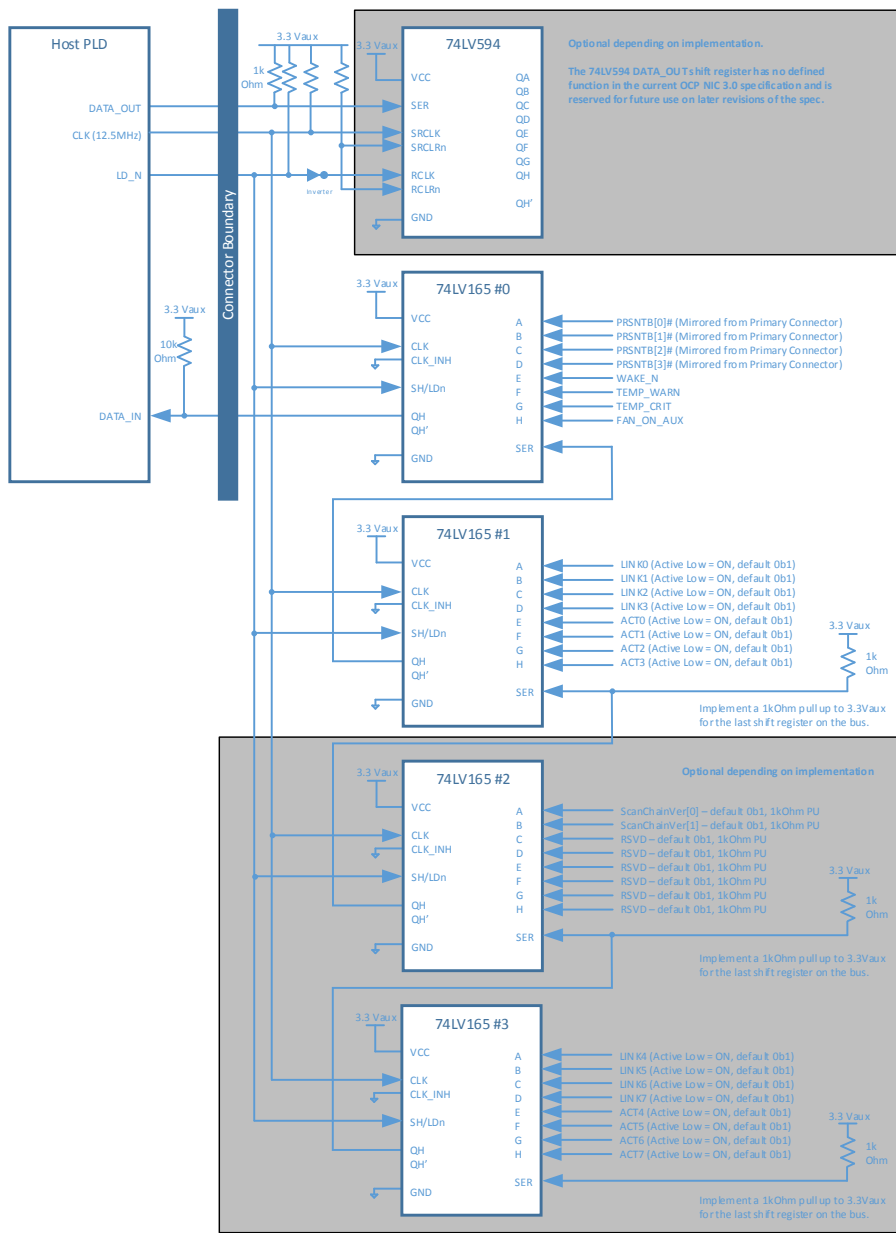 Host PLD
DATA_OUT
CLK (12.5MHz)
LD_N
DATA_IN
3.3 Vaux
10k
Ohm
Connector Boundary
3.3 Vaux
1k
Ohm
Inverter
3.3 Vaux
74LV594
VCC
SER
SRCLK
SRCLRn
RCLK
RCLRn
GND
QA
QB
QC
QD
QE
QF
QG
QH
QH'
Optional depending on implementation.
The 74LV594 DATA_OUT shift register has no defined
function in the current OCP NIC 3.0 specification and is
reserved for future use on later revisions of the spec.
3.3 Vaux
74LV165 #0
VCC
CLK
CLK_INH
SH/LDn
QH
QH'
GND
A
B
C
D
E
F
G
H
SER
PRSNTB[0]# (Mirrored from Primary Connector)
PRSNTB[1]# (Mirrored from Primary Connector)
PRSNTB[2]# (Mirrored from Primary Connector)
PRSNTB[3]# (Mirrored from Primary Connector)
WAKE_N
TEMP_WARN
TEMP_CRIT
FAN_ON_AUX
3.3 Vaux
74LV165 #1
VCC
CLK
CLK_INH
SH/LDn
QH
QH'
GND
A
B
C
D
E
F
G
H
SER
LINK0 (Active Low = ON, default 0b1)
LINK1 (Active Low = ON, default 0b1)
LINK2 (Active Low = ON, default 0b1)
LINK3 (Active Low = ON, default 0b1)
ACT0 (Active Low = ON, default 0b1)
ACT1 (Active Low = ON, default 0b1)
ACT2 (Active Low = ON, default 0b1)
ACT3 (Active Low = ON, default 0b1)
3.3 Vaux
1k
Ohm
Implement a 1kOhm pull up to 3.3Vaux
for the last shift register on the bus.
Optional depending on implementation
3.3 Vaux
74LV165 #2
VCC
CLK
CLK_INH
SH/LDn
QH
QH'
GND
A
B
C
D
E
F
G
H
SER
ScanChainVer[0] – default 0b1, 1kOhm PU
ScanChainVer[1] – default 0b1, 1kOhm PU
RSVD – default 0b1, 1kOhm PU
RSVD – default 0b1, 1kOhm PU
RSVD – default 0b1, 1kOhm PU
RSVD – default 0b1, 1kOhm PU
RSVD – default 0b1, 1kOhm PU
RSVD – default 0b1, 1kOhm PU
3.3 Vaux
1k
Ohm
Implement a 1kOhm pull up to 3.3Vaux
for the last shift register on the bus.
3.3 Vaux
74LV165 #3
VCC
CLK
CLK_INH
SH/LDn
QH
QH'
GND
A
B
C
D
E
F
G
H
SER
LINK4 (Active Low = ON, default 0b1)
LINK5 (Active Low = ON, default 0b1)
LINK6 (Active Low = ON, default 0b1)
LINK7 (Active Low = ON, default 0b1)
ACT4 (Active Low = ON, default 0b1)
ACT5 (Active Low = ON, default 0b1)
ACT6 (Active Low = ON, default 0b1)
ACT7 (Active Low = ON, default 0b1)
3.3 Vaux
1k
Ohm
Implement a 1kOhm pull up to 3.3Vaux
for the last shift register on the bus.